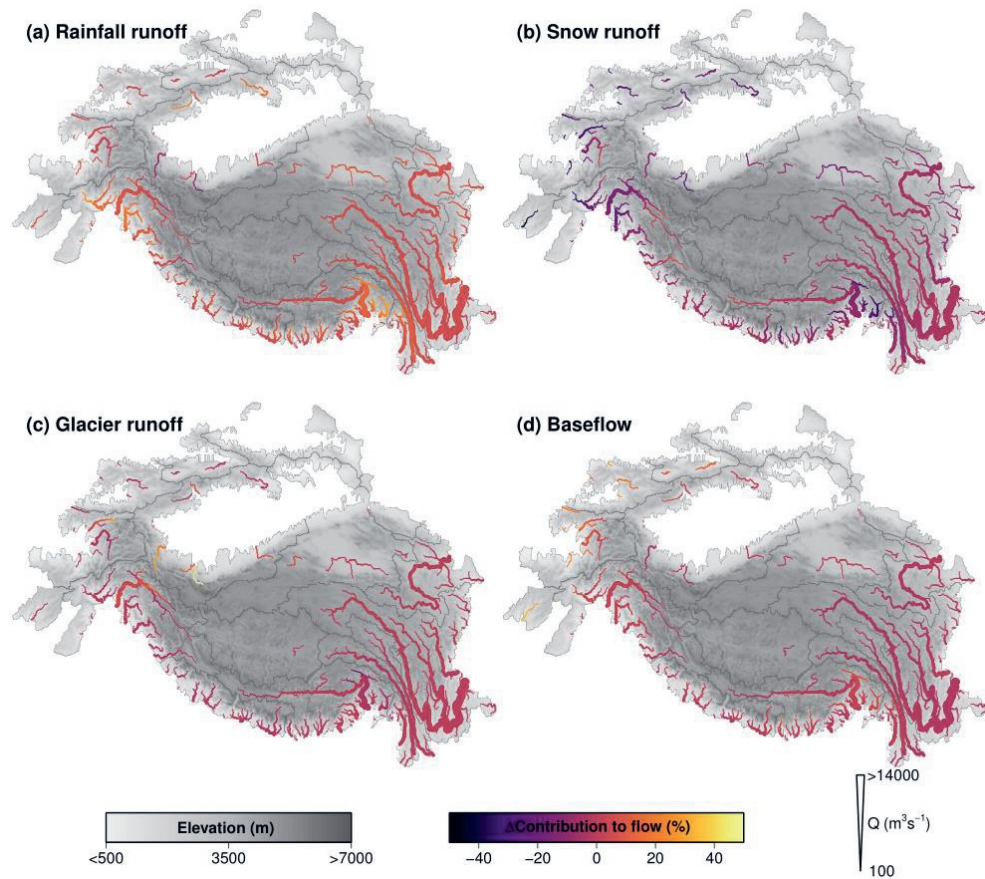 (a) Rainfall runoff
(b) Snow runoff
(c) Glacier runoff
(d) Baseflow
>14000
Q (m³s⁻¹)
100
Elevation (m)
<500 3500 >7000
ΔContribution to flow (%)
−40 −20 0 20 40